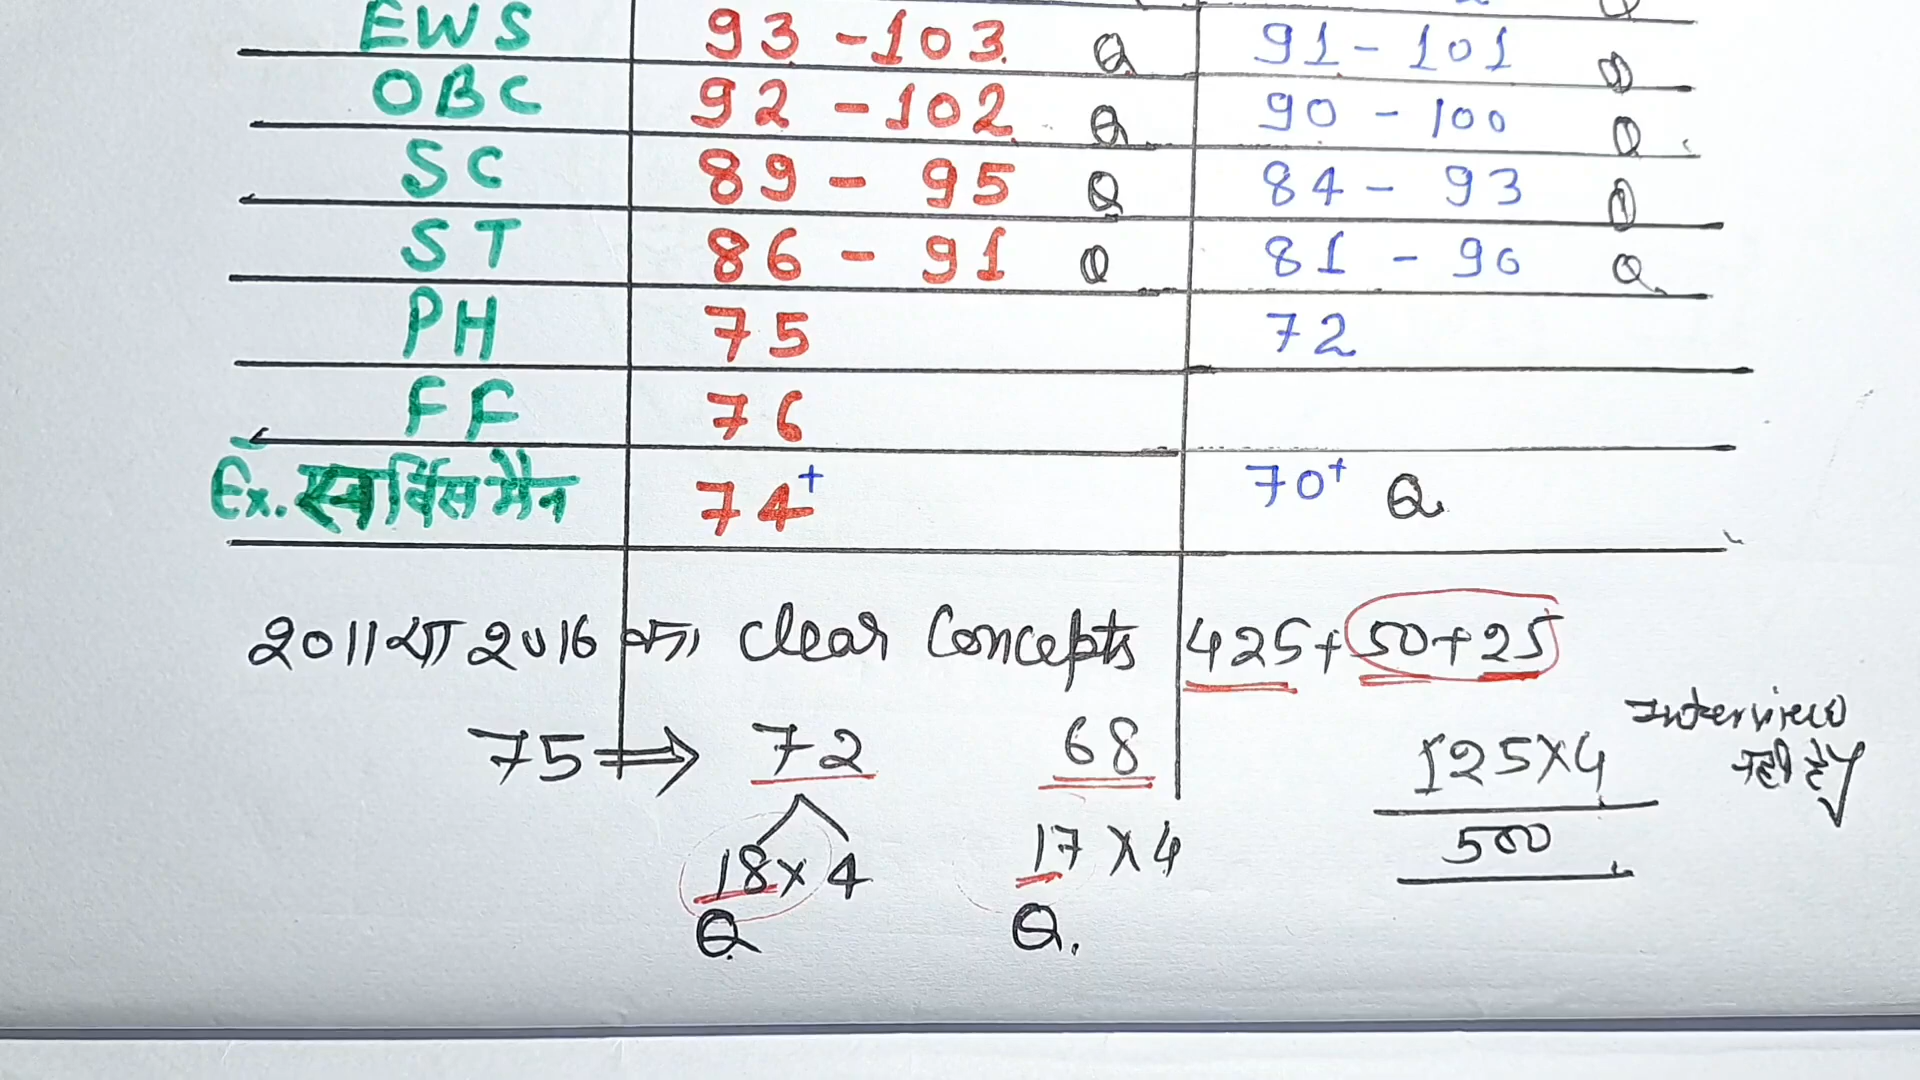 EWS 93 - 103 Q 91 - 101 Q
OBC 92 - 102 Q 90 - 100 Q
SC 89 - 95 Q 84 - 93 Q
ST 86 - 91 Q 81 - 90 Q
PH 75 72
FF 76
Ex. सर्विसमैन 74+ 70+ Q
2011 या 2016 का clear Concepts 425 + 50 + 25
75 ⇒ 72 68 125 × 4 Interview
नहीं है
18 × 4 17 × 4 500
Q Q.